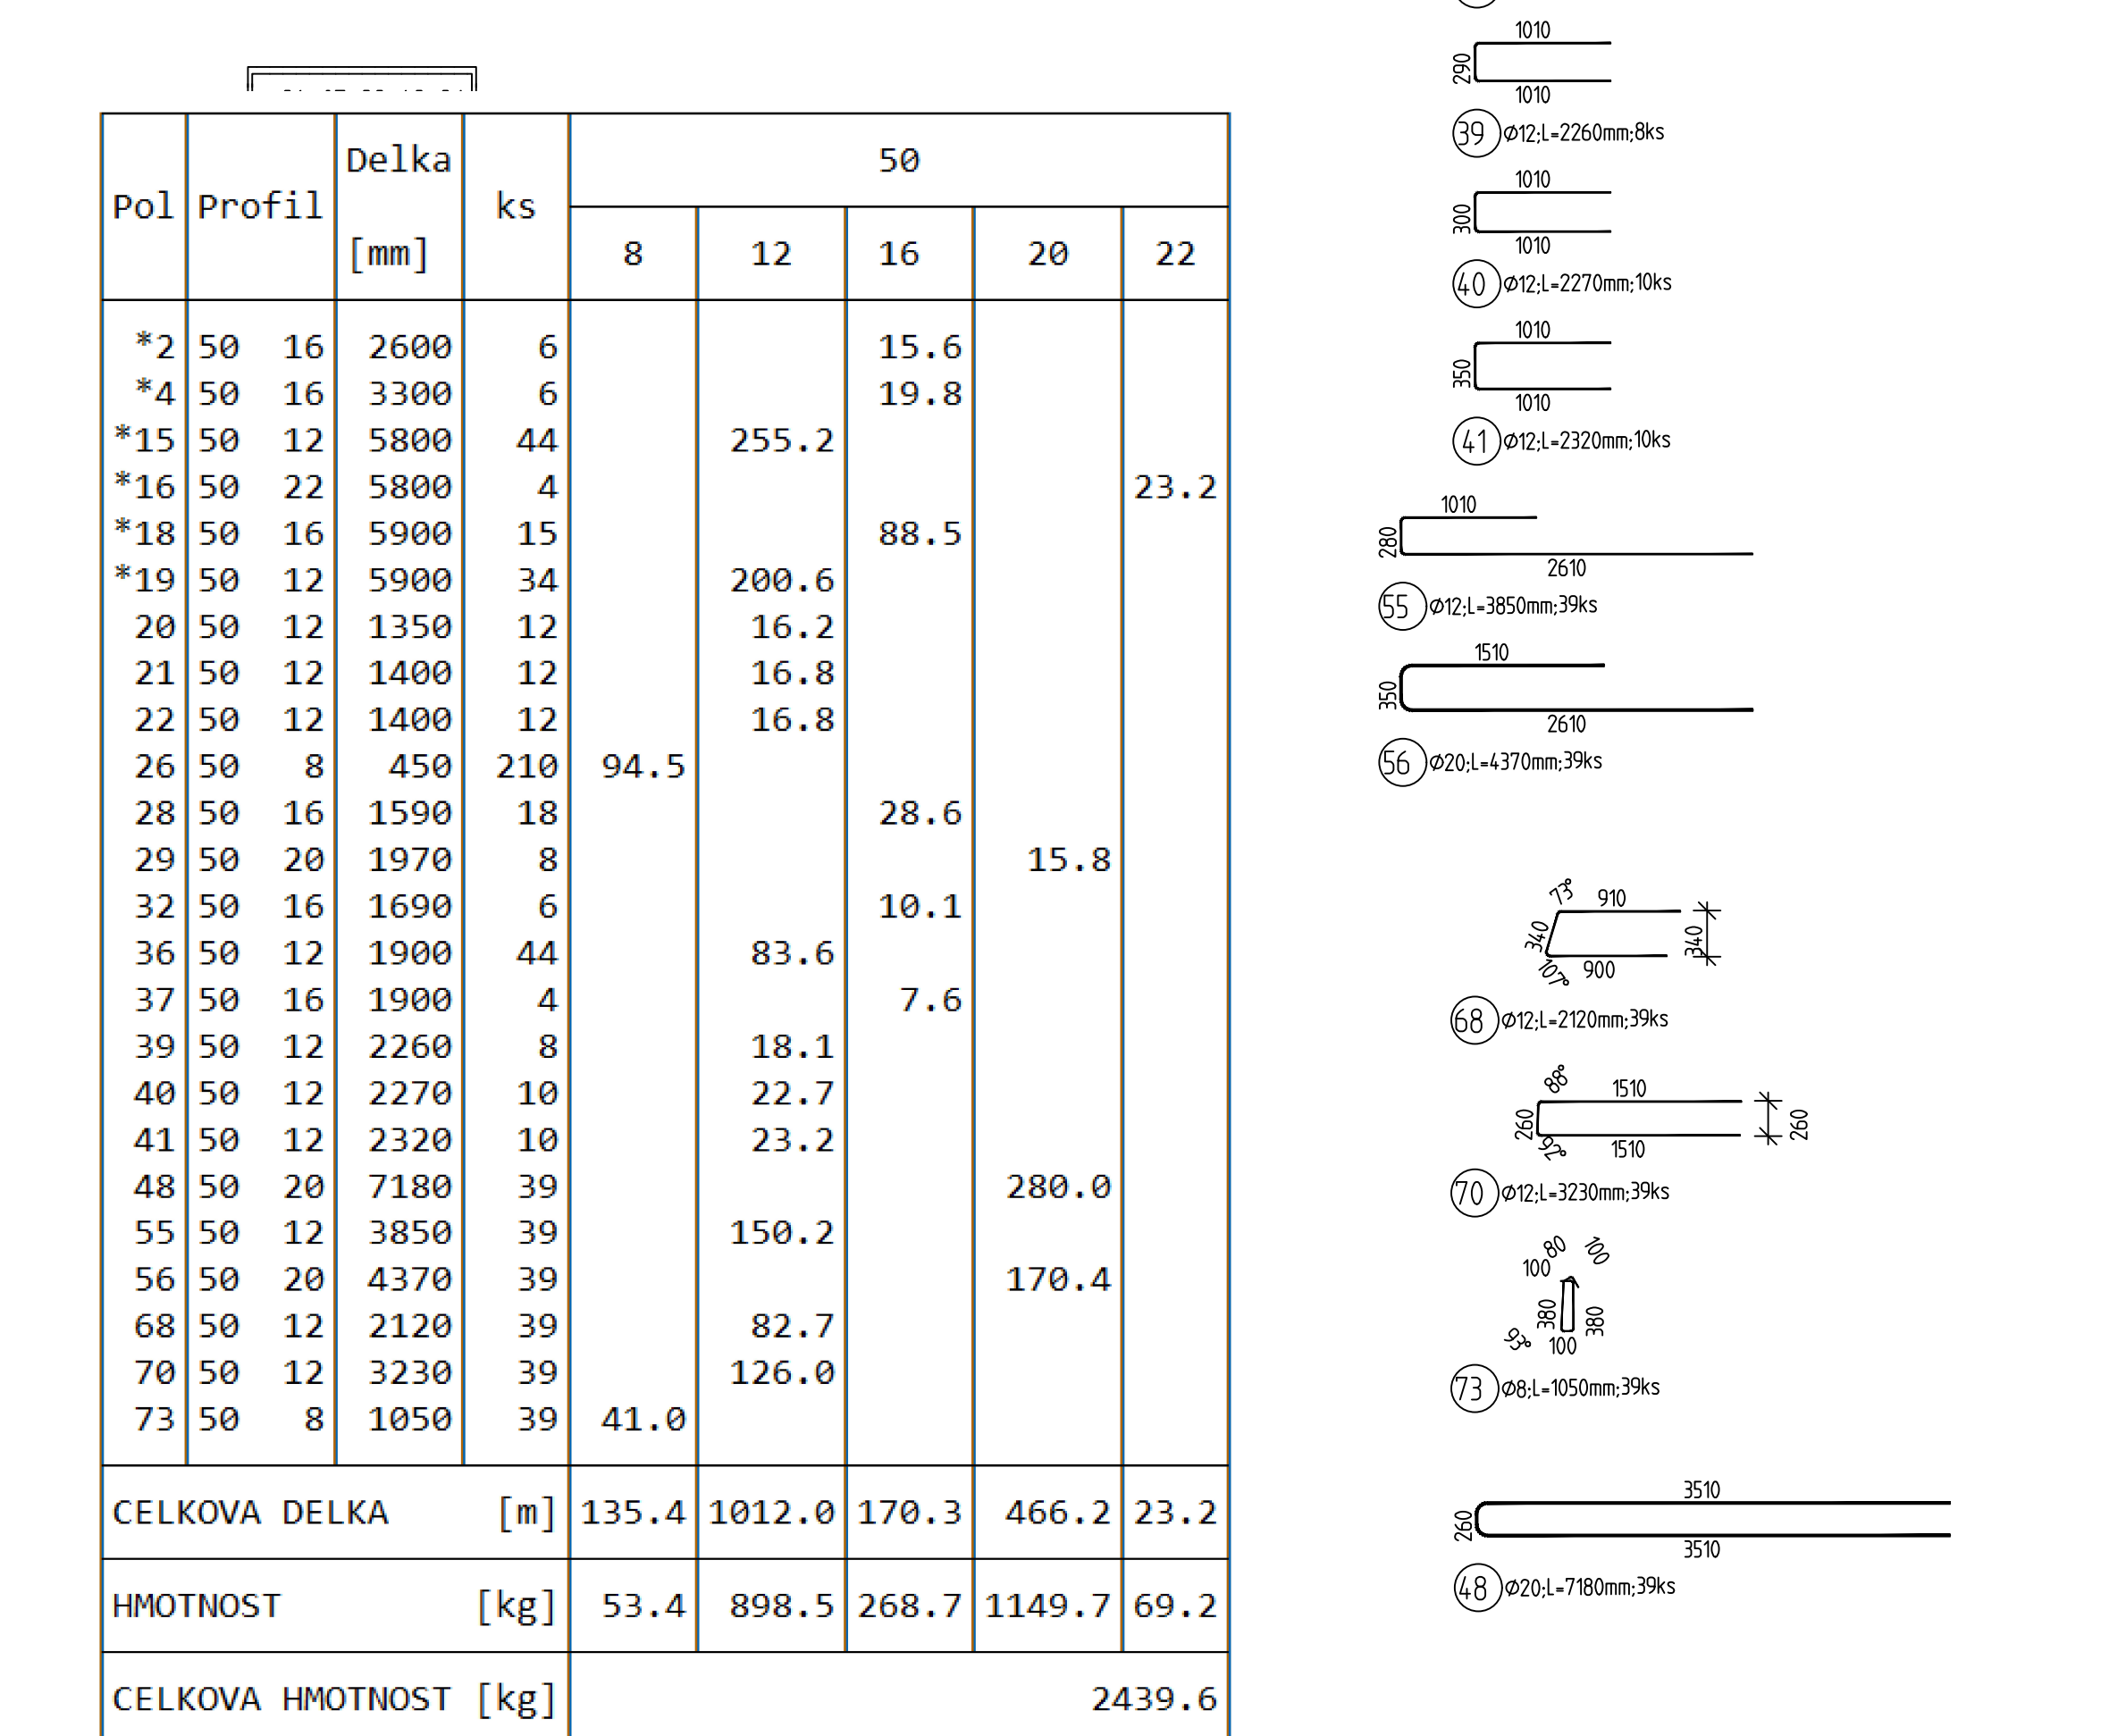 Pol Profil Delka [mm] ks 50
8 12 16 20 22
*2 50 16 2600 6 15.6
*4 50 16 3300 6 19.8
*15 50 12 5800 44 255.2
*16 50 22 5800 4 23.2
*18 50 16 5900 15 88.5
*19 50 12 5900 34 200.6
20 50 12 1350 12 16.2
21 50 12 1400 12 16.8
22 50 12 1400 12 16.8
26 50 8 450 210 94.5
28 50 16 1590 18 28.6
29 50 20 1970 8 15.8
32 50 16 1690 6 10.1
36 50 12 1900 44 83.6
37 50 16 1900 4 7.6
39 50 12 2260 8 18.1
40 50 12 2270 10 22.7
41 50 12 2320 10 23.2
48 50 20 7180 39 280.0
55 50 12 3850 39 150.2
56 50 20 4370 39 170.4
68 50 12 2120 39 82.7
70 50 12 3230 39 126.0
73 50 8 1050 39 41.0
CELKOVA DELKA [m] 135.4 1012.0 170.3 466.2 23.2
HMOTNOST [kg] 53.4 898.5 268.7 1149.7 69.2
CELKOVA HMOTNOST [kg] 2439.6
1010
290
1010
39 Ø12;L=2260mm;8ks
1010
300
1010
40 Ø12;L=2270mm;10ks
1010
350
1010
41 Ø12;L=2320mm;10ks
1010
280
2610
55 Ø12;L=3850mm;39ks
1510
350
2610
56 Ø20;L=4370mm;39ks
73° 910
340 340
107° 900
68 Ø12;L=2120mm;39ks
88° 1510
260 260
92° 1510
70 Ø12;L=3230mm;39ks
100 80 100
380 380
93° 100
73 Ø8;L=1050mm;39ks
3510
260
3510
48 Ø20;L=7180mm;39ks